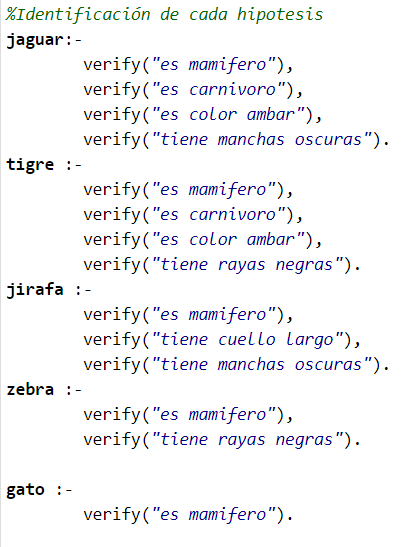 %Identificación de cada hipotesis
jaguar:-
verify("es mamifero"),
verify("es carnivoro"),
verify("es color ambar"),
verify("tiene manchas oscuras").
tigre :-
verify("es mamifero"),
verify("es carnivoro"),
verify("es color ambar"),
verify("tiene rayas negras").
jirafa :-
verify("es mamifero"),
verify("tiene cuello largo"),
verify("tiene manchas oscuras").
zebra :-
verify("es mamifero"),
verify("tiene rayas negras").
gato :-
verify("es mamifero").